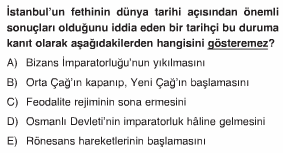 İstanbul'un fethinin dünya tarihi açısından önemli
sonuçları olduğunu iddia eden bir tarihçi bu duruma
kanıt olarak aşağıdakilerden hangisini gösteremez?
A) Bizans İmparatorluğu'nun yıkılmasını
B) Orta Çağ'ın kapanıp, Yeni Çağ'ın başlamasını
C) Feodalite rejiminin sona ermesini
D) Osmanlı Devleti'nin imparatorluk hâline gelmesini
E) Rönesans hareketlerinin başlamasını